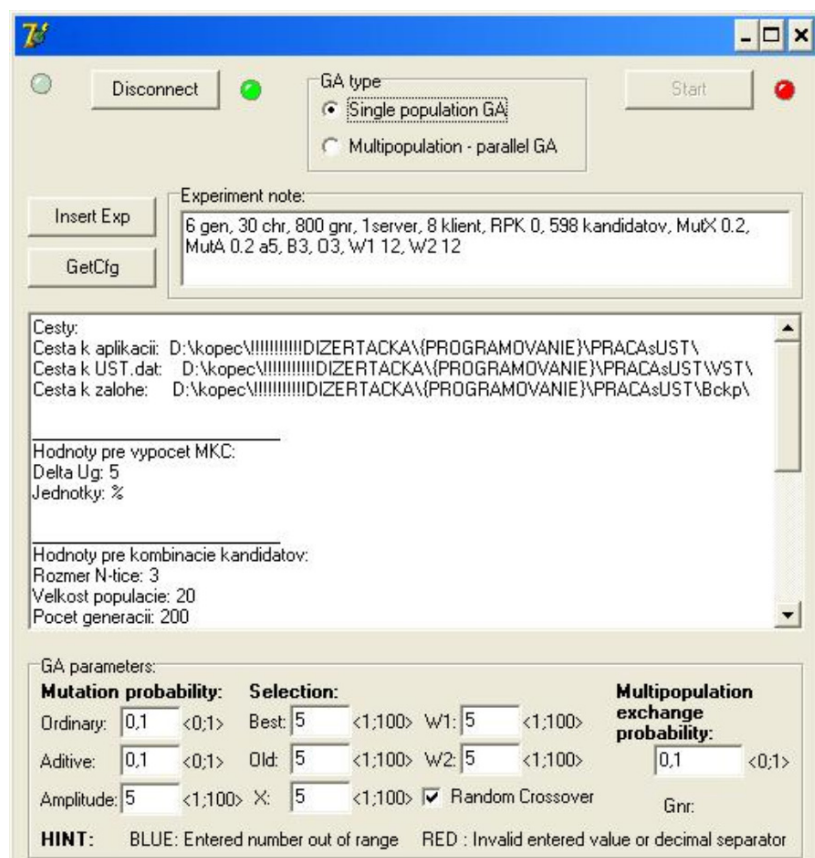 Disconnect
GA type
Single population GA
Multipopulation - parallel GA
Start
Insert Exp
GetCfg
Experiment note:
6 gen, 30 chr, 800 gnr, 1server, 8 klient, RPK 0, 598 kandidatov, MutX 0.2,
MutA 0.2 a5, B3, O3, W1 12, W2 12
Cesty:
Cesta k aplikacii: D:\kopec\!!!!!!!!!!!DIZERTACKA\{PROGRAMOVANIE}\PRACAsUST\
Cesta k UST.dat: D:\kopec\!!!!!!!!!!!DIZERTACKA\{PROGRAMOVANIE}\PRACAsUST\VST\
Cesta k zalohe: D:\kopec\!!!!!!!!!!!DIZERTACKA\{PROGRAMOVANIE}\PRACAsUST\Bckp\
Hodnoty pre vypocet MKC:
Delta Ug: 5
Jednotky: %
Hodnoty pre kombinacie kandidatov:
Rozmer N-tice: 3
Velkost populacie: 20
Pocet generacii: 200
GA parameters:
Mutation probability: Selection: Multipopulation exchange probability:
Ordinary: 0,1 <0;1> Best: 5 <1;100> W1: 5 <1;100>
Aditive: 0,1 <0;1> Old: 5 <1;100> W2: 5 <1;100> 0,1 <0;1>
Amplitude: 5 <1;100> X: 5 <1;100> Random Crossover Gnr:
HINT: BLUE: Entered number out of range RED : Invalid entered value or decimal separator